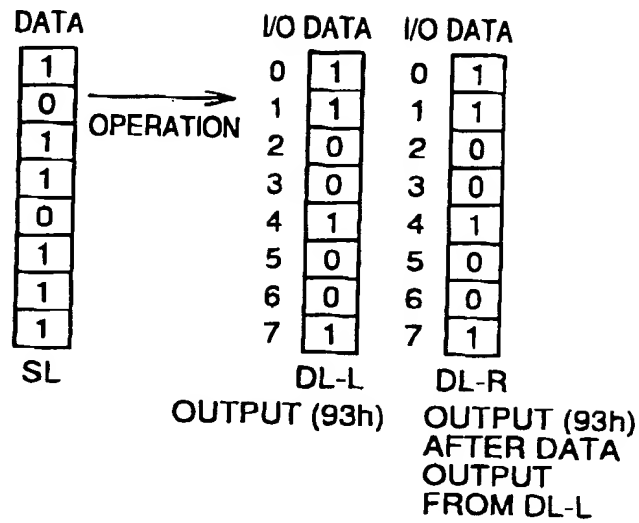 DATA I/O DATA I/O DATA
1 0 1 0 1
0 1 1 1 1
OPERATION
1 2 0 2 0
1 3 0 3 0
0 4 1 4 1
1 5 0 5 0
1 6 0 6 0
1 7 1 7 1
SL DL-L DL-R
OUTPUT (93h) OUTPUT (93h)
AFTER DATA
OUTPUT
FROM DL-L